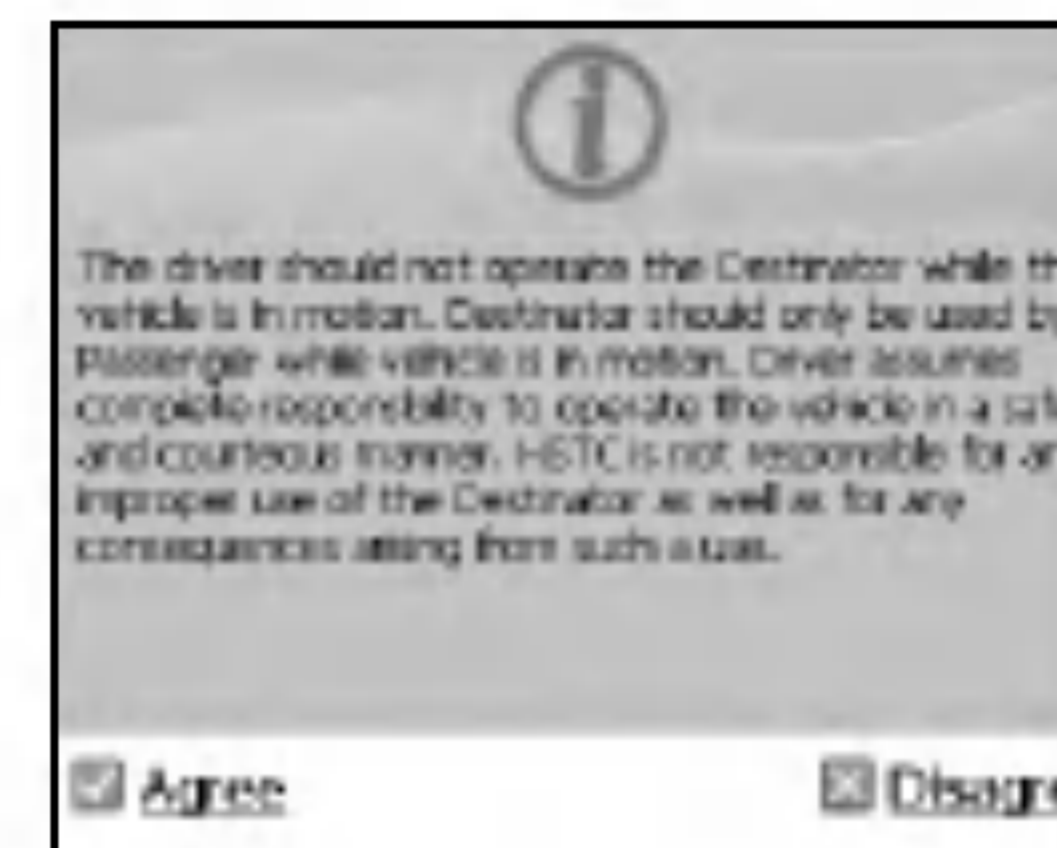 The driver should not operate the Destinator while th
vehicle is in motion. Destinator should only be used by
Passenger while vehicle is in motion. Driver assumes
complete responsibility to operate the vehicle in a saf
and courteous manner. HSTC is not responsible for an
improper use of the Destinator as well as for any
consequences arising from such a use.
Agree
Disagre